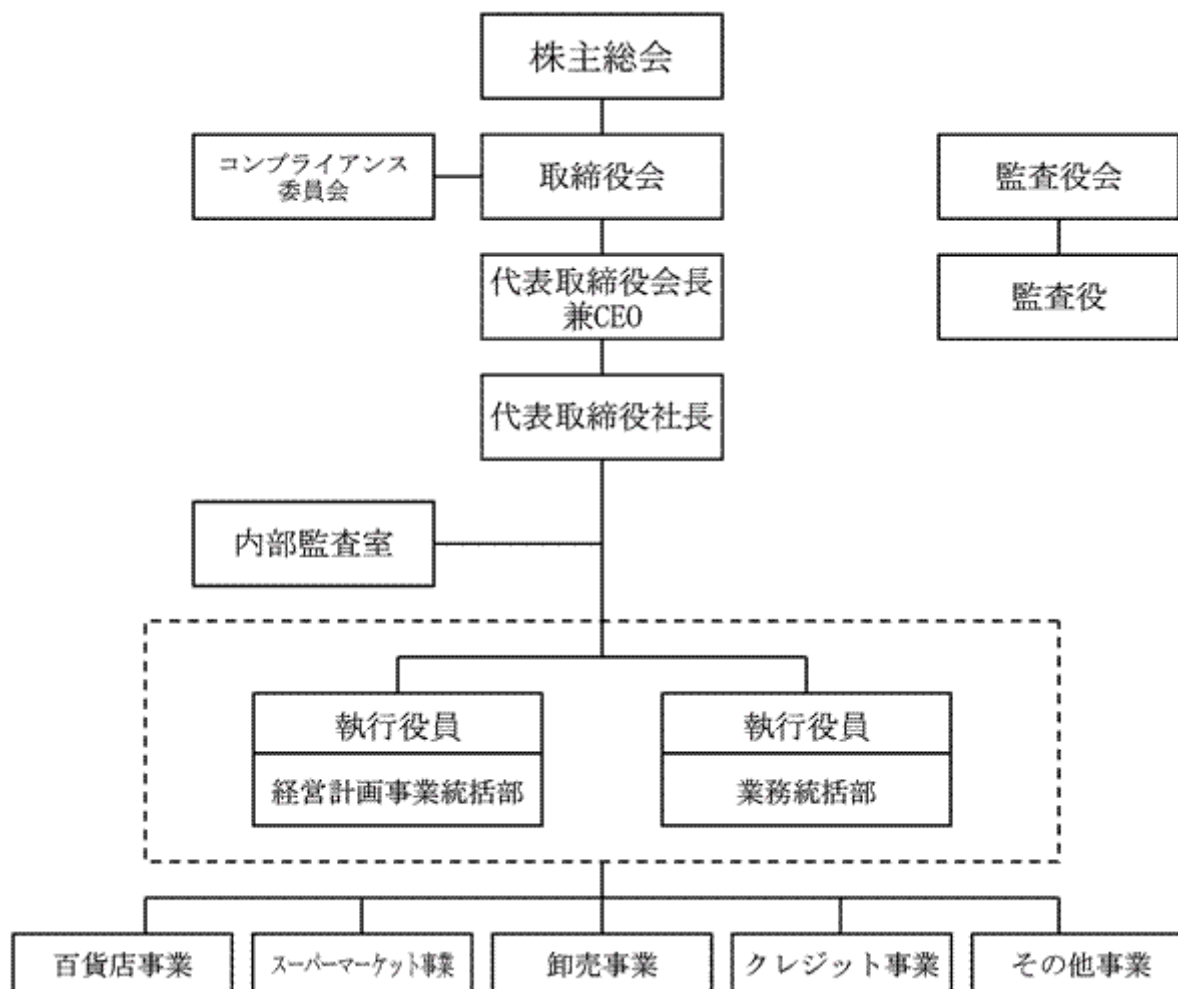 株主総会
コンプライアンス
委員会
取締役会
監査役会
代表取締役会長
兼CEO
監査役
代表取締役社長
内部監査室
執行役員
経営計画事業統括部
執行役員
業務統括部
百貨店事業
スーパーマーケット事業
卸売事業
クレジット事業
その他事業